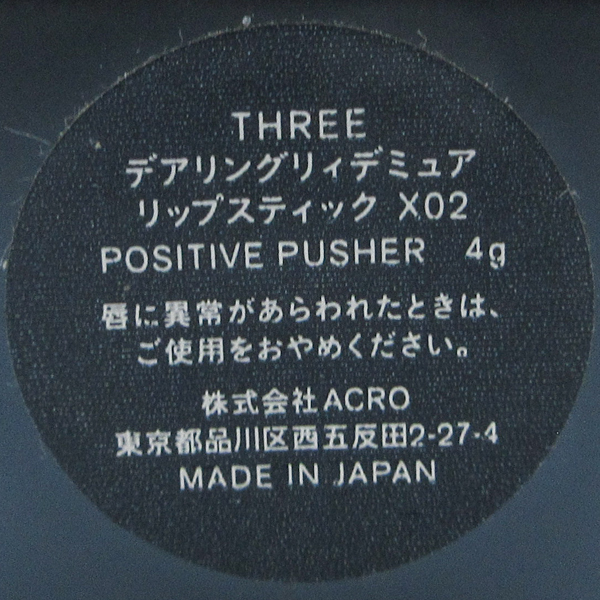 THREE
デアリングリィデミュア
リップスティック X02
POSITIVE PUSHER 4g
唇に異常があらわれたときは、
ご使用をおやめください。
株式会社ACRO
東京都品川区西五反田2-27-4
MADE IN JAPAN